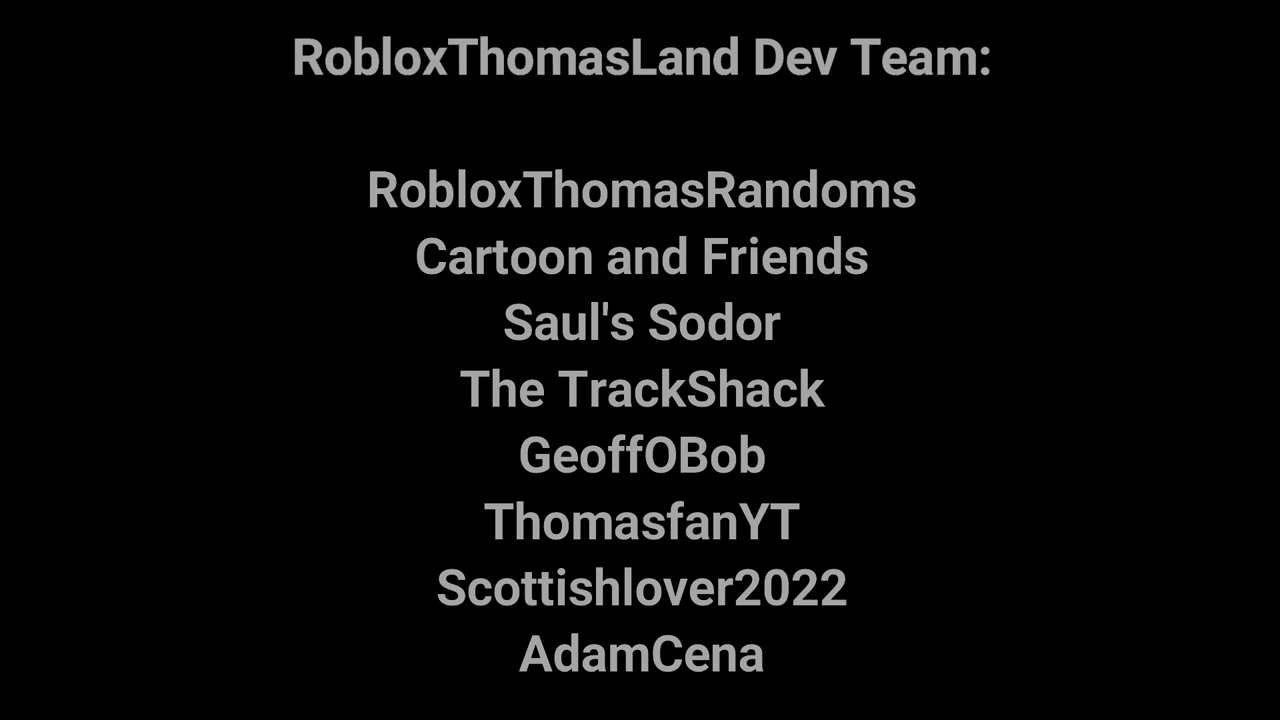 RobloxThomasLand Dev Team:
RobloxThomasRandoms
Cartoon and Friends
Saul's Sodor
The TrackShack
GeoffOBob
ThomasfanYT
Scottishlover2022
AdamCena